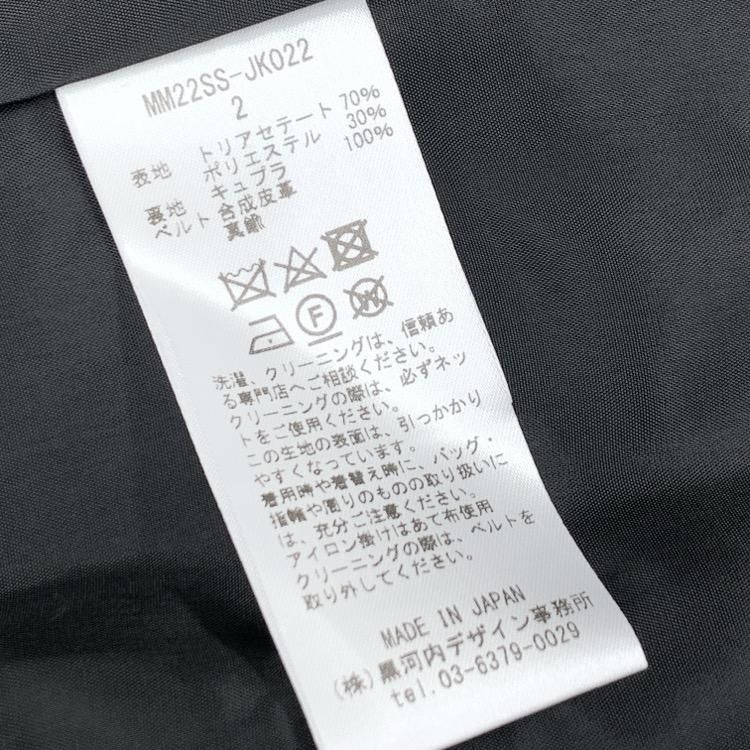 MM22SS-JK022
2
表地 トリアセテート 70%
ポリエステル 30%
裏地 キュプラ 100%
ベルト 合成皮革
真鍮
F
W
洗濯、クリーニングは、信頼あ
る専門店へご相談ください。
クリーニングの際は、必ずネッ
トをご使用ください。
この生地の表面は、引っかかり
やすくなっています。
着用時や着替え時に、バッグ・
指輪や周りのものの取り扱いに
は、充分ご注意ください。
アイロン掛けはあて布使用
クリーニングの際は、ベルトを
取り外してください。
MADE IN JAPAN
(株)黒河内デザイン事務所
tel.03-6379-0029